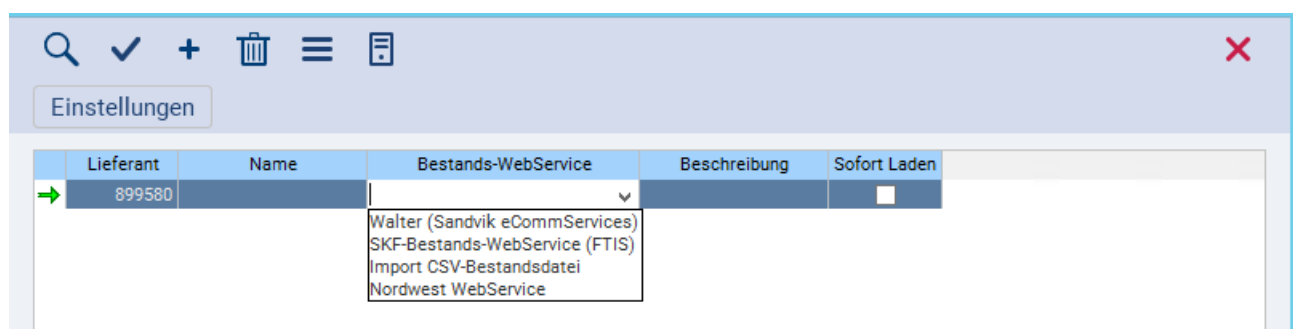 Einstellungen
Lieferant Name Bestands-WebService Beschreibung Sofort Laden
899580
Walter (Sandvik eCommServices)
SKF-Bestands-WebService (FTIS)
Import CSV-Bestandsdatei
Nordwest WebService